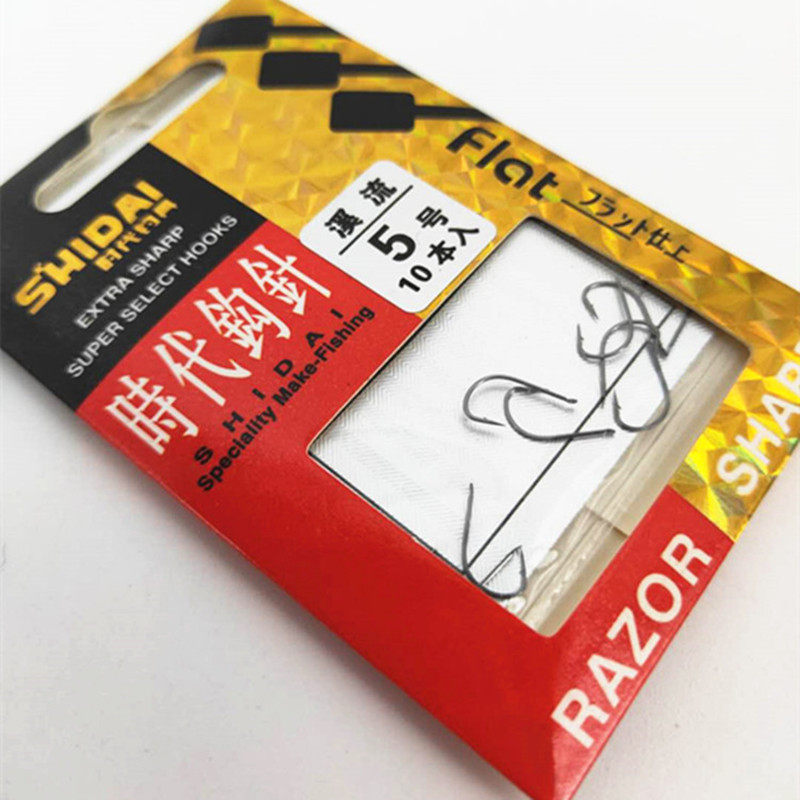 SHIDAI
EXTRA SHARP
SUPER SELECT HOOKS
時代鈎針
SHIDAI
Speciality Make-Fishing
溪流
5号
10本入
Flat
フラット仕上
RAZOR SHAR